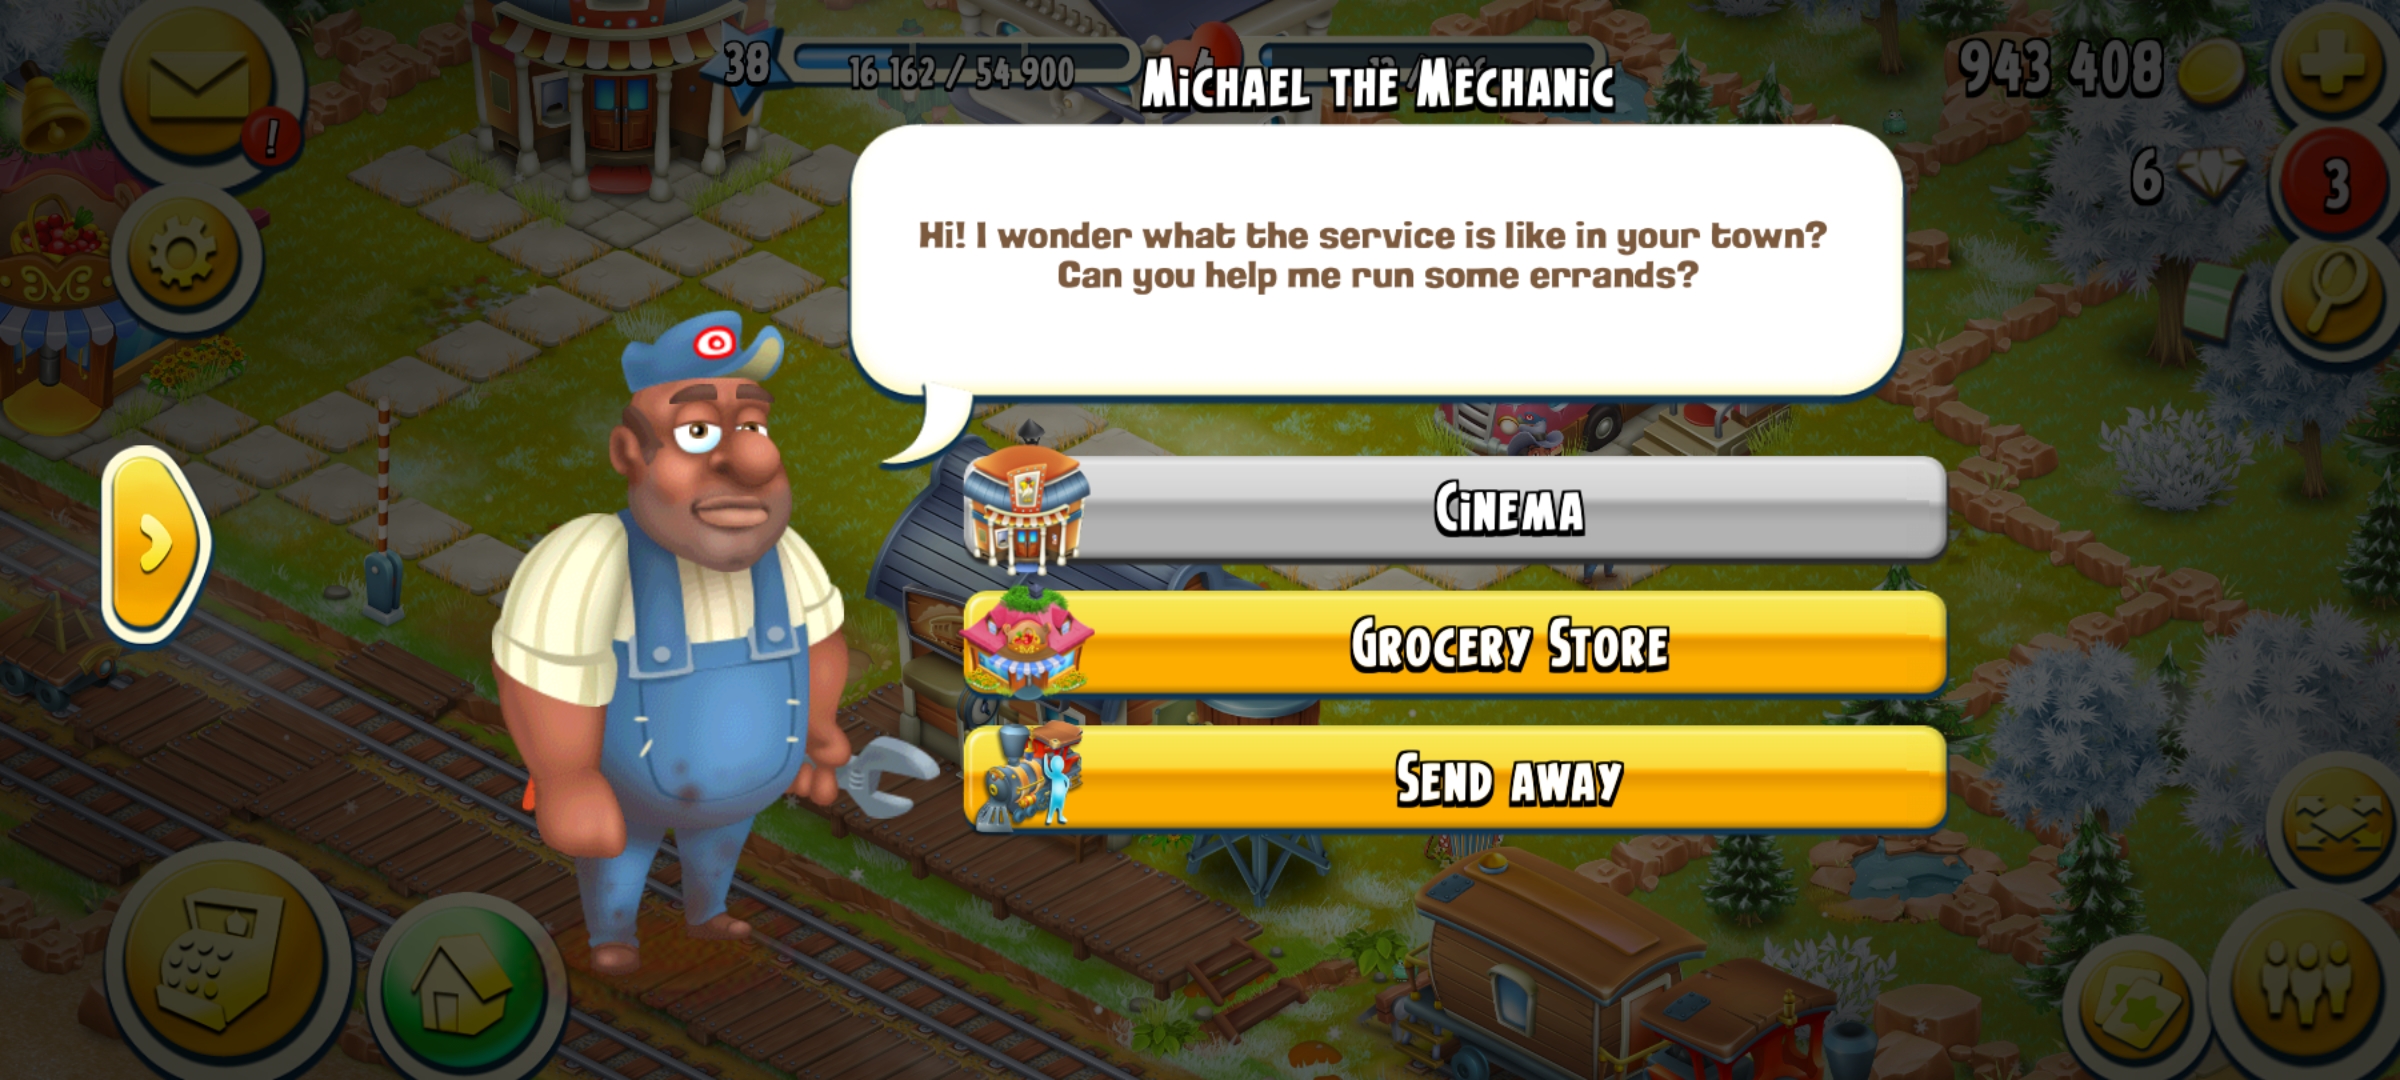 38
16 162 / 54 900
943 408
MiCHAEL THE MECHANiC
6
3
Hi! I wonder what the service is like in your town?
Can you help me run some errands?
CiNEMA
GROCERY STORE
SEND AWAY